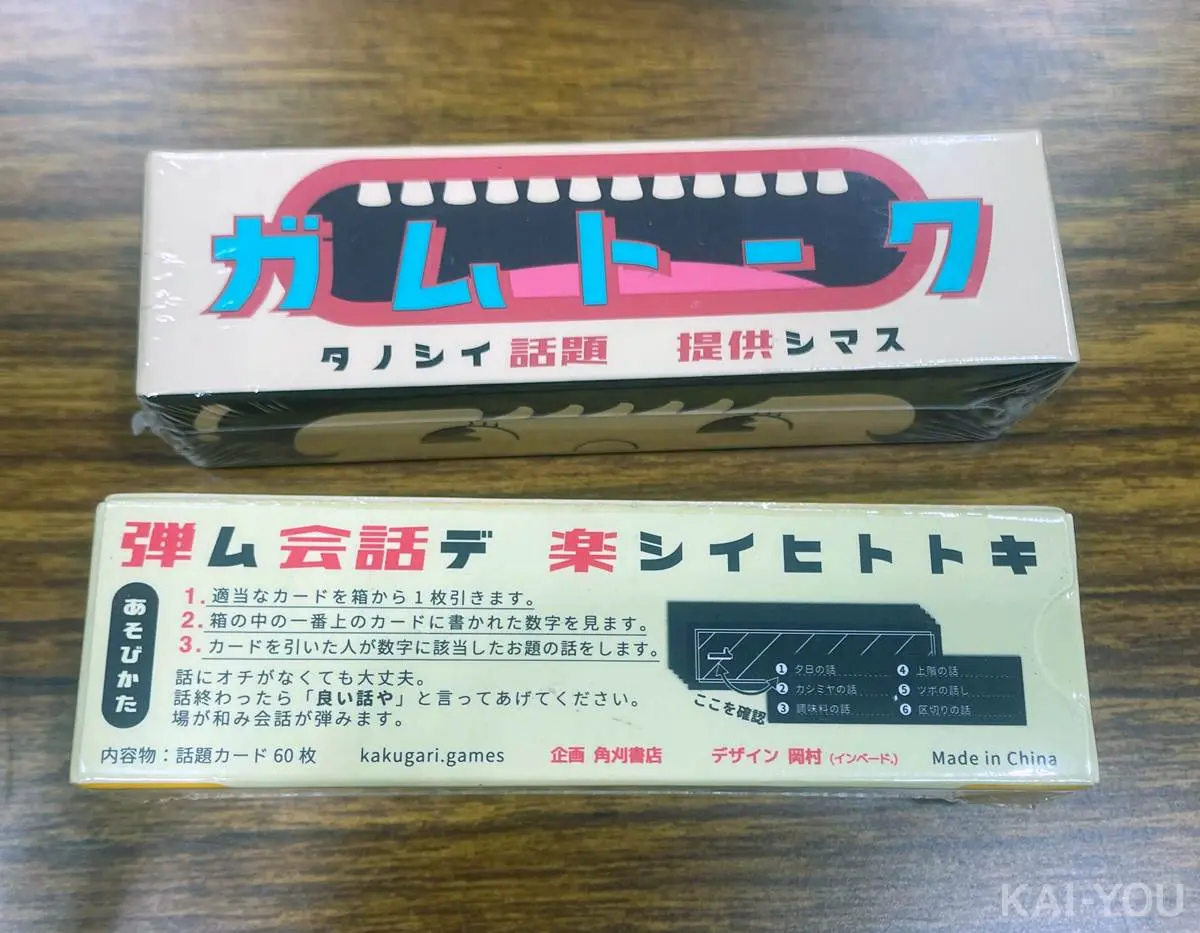 ガムトーク
タノシイ話題 提供シマス
弾ム会話デ 楽シイヒトトキ
あそびかた
1. 適当なカードを箱から1枚引きます。
2. 箱の中の一番上のカードに書かれた数字を見ます。
3. カードを引いた人が数字に該当したお題の話をします。
話にオチがなくても大丈夫。
話終わったら「良い話や」と言ってあげてください。
場が和み会話が弾みます。
1 夕日の話
2 カシミヤの話
3 調味料の話
4 上階の話
5 ツボの話し
6 区切りの話
ここを確認
内容物：話題カード60枚 kakugari.games 企画 角刈書店 デザイン 岡村（インベード.） Made in China
KAI-YOU